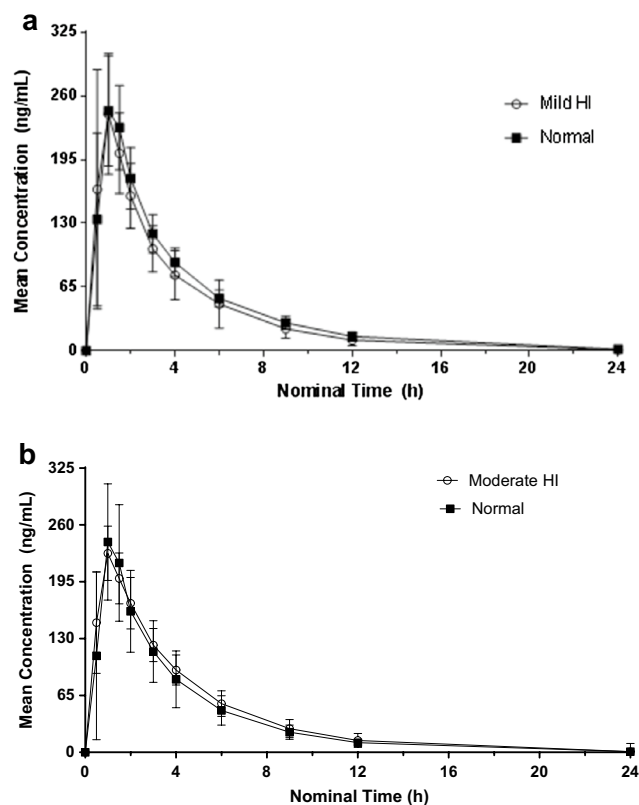 a
325
260
195
130
65
0
Mean Concentration (ng/mL)
Mild HI
Normal
0 4 8 12 16 20 24
Nominal Time (h)
b
325
260
195
130
65
0
Mean Concentration (ng/mL)
Moderate HI
Normal
0 4 8 12 16 20 24
Nominal Time (h)